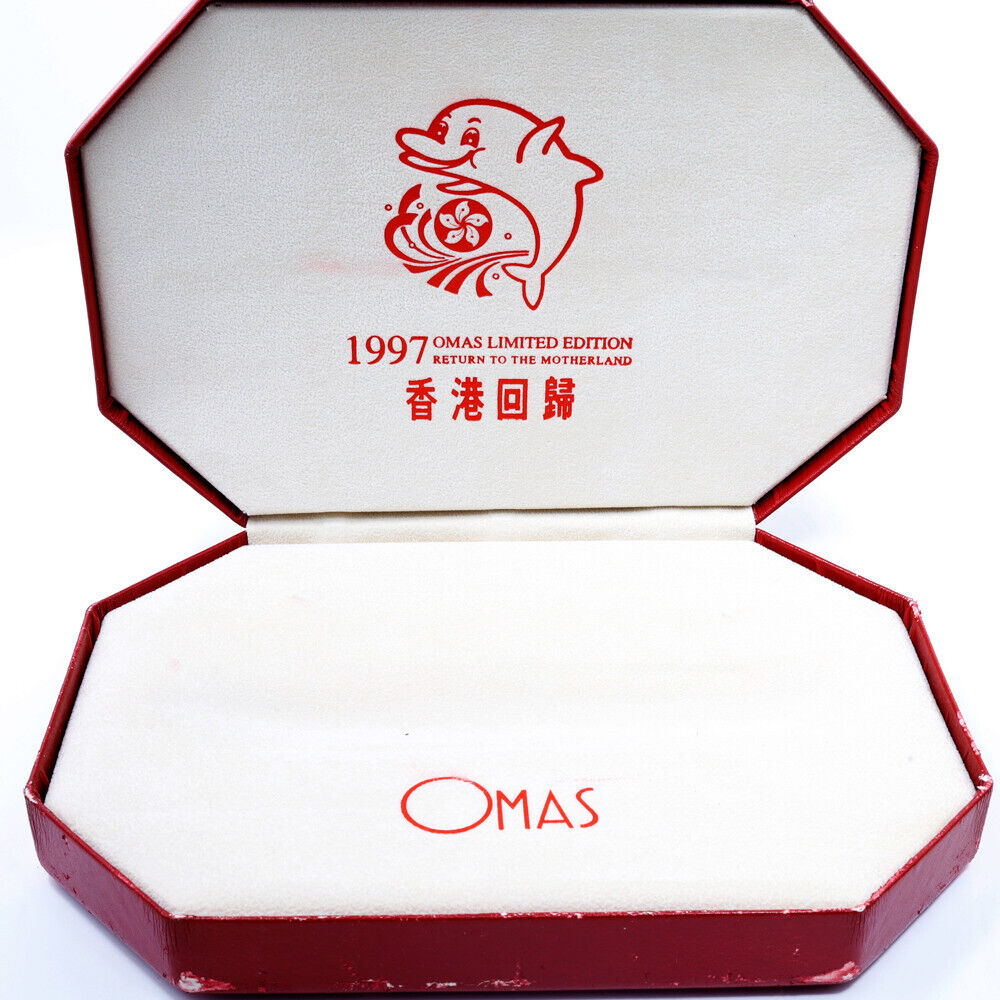 1997 OMAS LIMITED EDITION
RETURN TO THE MOTHERLAND
香港回歸
OMAS